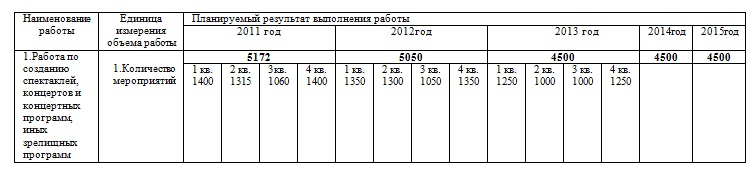 Наименование работы
Единица измерения объема работы
Планируемый результат выполнения работы
2011 год
2012год
2013 год
2014год
2015год
1.Работа по созданию спектаклей, концертов и концертных программ, иных зрелищных программ
1.Количество мероприятий
5172
5050
4500
4500
4500
1 кв. 1400
2 кв. 1315
3кв. 1060
4 кв. 1400
1 кв. 1350
2 кв. 1300
3 кв. 1050
4 кв. 1350
1 кв. 1250
2 кв. 1000
3 кв. 1000
4 кв. 1250